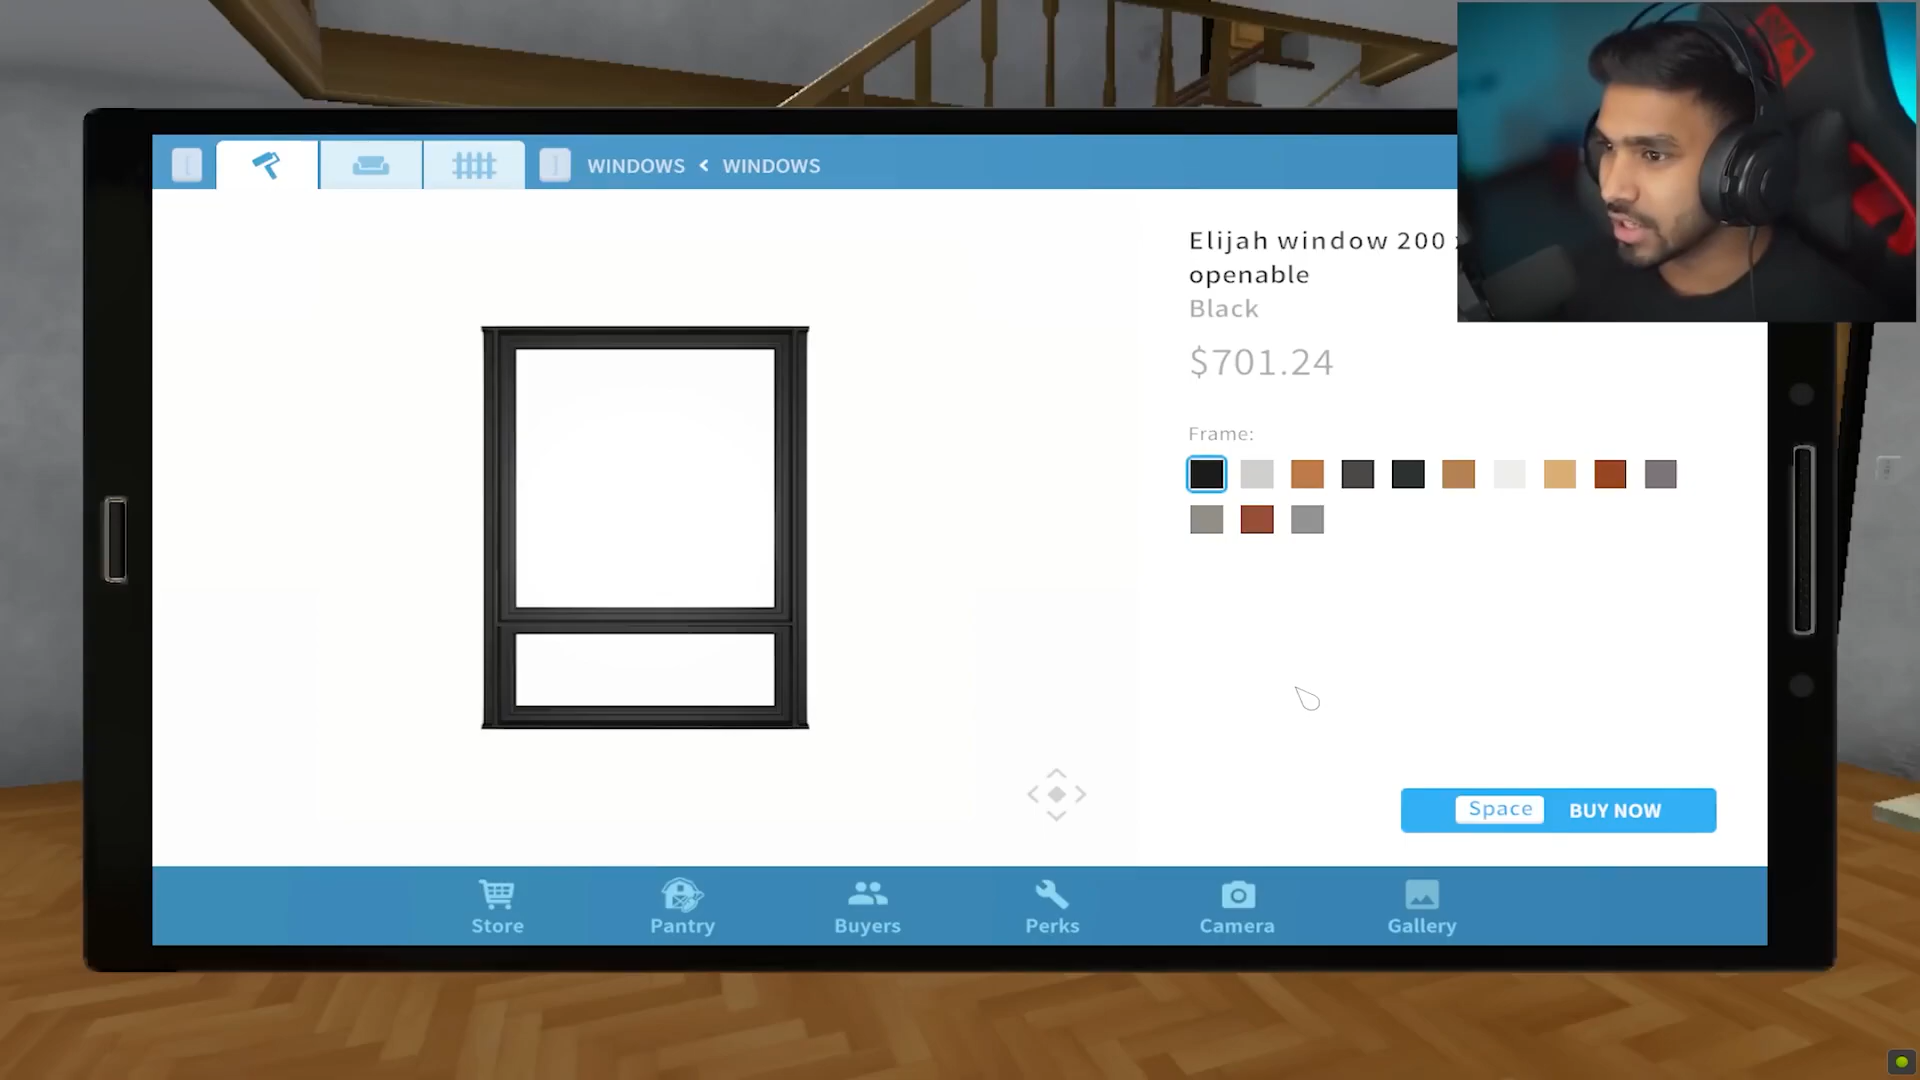 WINDOWS < WINDOWS
Elijah window 200
openable
Black
$701.24
Frame:
Space BUY NOW
Store Pantry Buyers Perks Camera Gallery